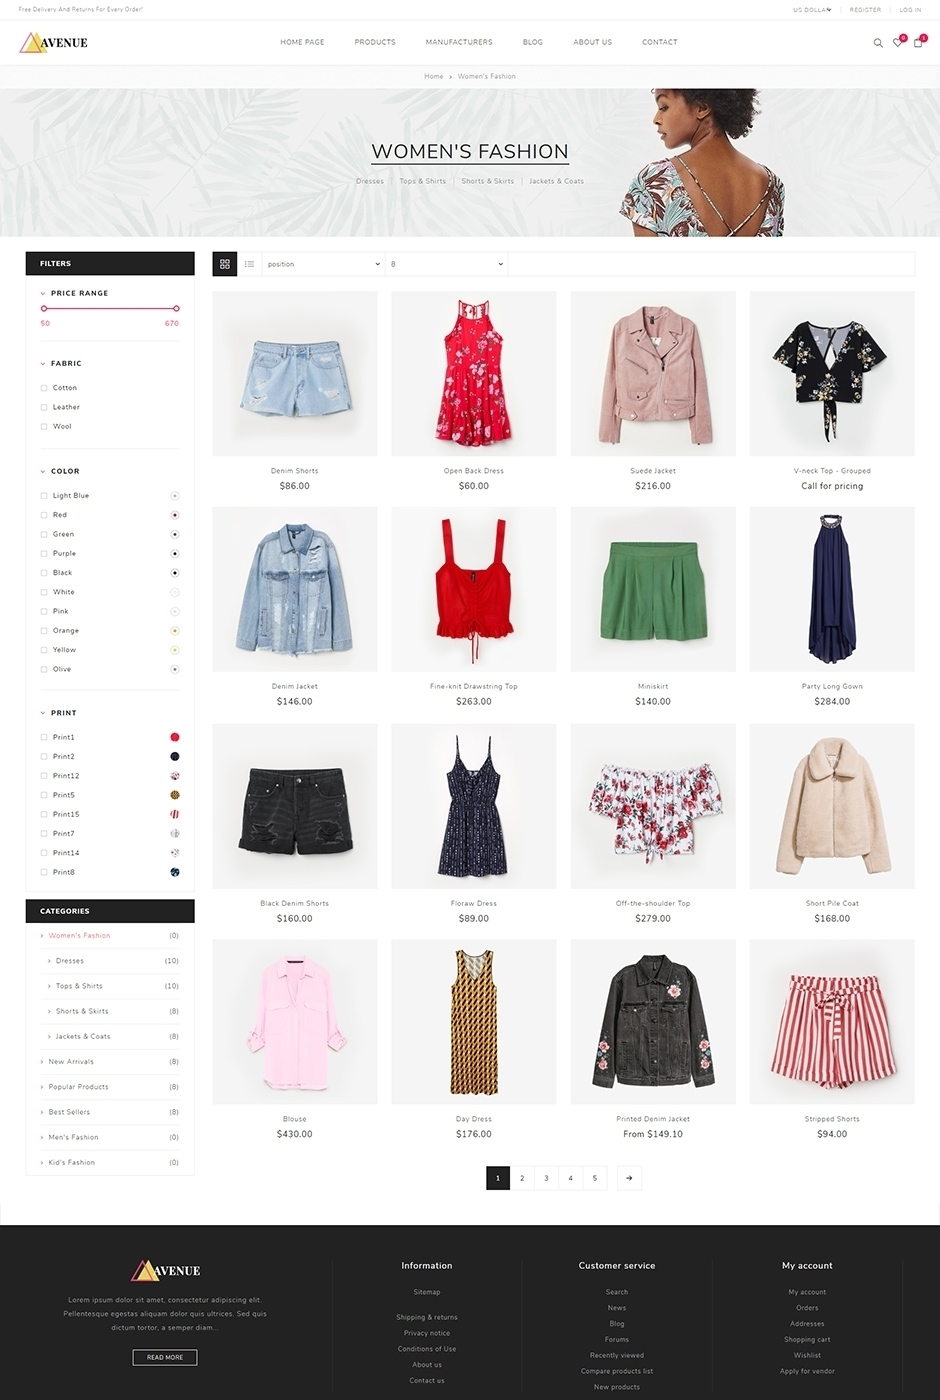 Free Delivery And Returns For Every Order!
US DOLLAR
REGISTER
LOG IN
AVENUE
HOME PAGE
PRODUCTS
MANUFACTURERS
BLOG
ABOUT US
CONTACT
0
1
Home
Women's Fashion
WOMEN'S FASHION
Dresses
Tops & Shirts
Shorts & Skirts
Jackets & Coats
FILTERS
PRICE RANGE
50
670
FABRIC
Cotton
Leather
Wool
COLOR
Light Blue
Red
Green
Purple
Black
White
Pink
Orange
Yellow
Olive
PRINT
Print1
Print2
Print12
Print5
Print15
Print7
Print14
Print8
CATEGORIES
Women's Fashion (0)
Dresses (10)
Tops & Shirts (10)
Shorts & Skirts (8)
Jackets & Coats (8)
New Arrivals (8)
Popular Products (8)
Best Sellers (8)
Men's Fashion (0)
Kid's Fashion (0)
position
8
Denim Shorts
$86.00
Open Back Dress
$60.00
Suede Jacket
$216.00
V-neck Top - Grouped
Call for pricing
Denim Jacket
$146.00
Fine-knit Drawstring Top
$263.00
Miniskirt
$140.00
Party Long Gown
$284.00
Black Denim Shorts
$160.00
Floraw Dress
$89.00
Off-the-shoulder Top
$279.00
Short Pile Coat
$168.00
Blouse
$430.00
Day Dress
$176.00
Printed Denim Jacket
From $149.10
Stripped Shorts
$94.00
1 2 3 4 5
AVENUE
Lorem ipsum dolor sit amet, consectetur adipiscing elit.
Pellentesque egestas aliquam dolor quis ultrices. Sed quis
dictum tortor, a semper diam...
READ MORE
Information
Sitemap
Shipping & returns
Privacy notice
Conditions of Use
About us
Contact us
Customer service
Search
News
Blog
Forums
Recently viewed
Compare products list
New products
My account
My account
Orders
Addresses
Shopping cart
Wishlist
Apply for vendor